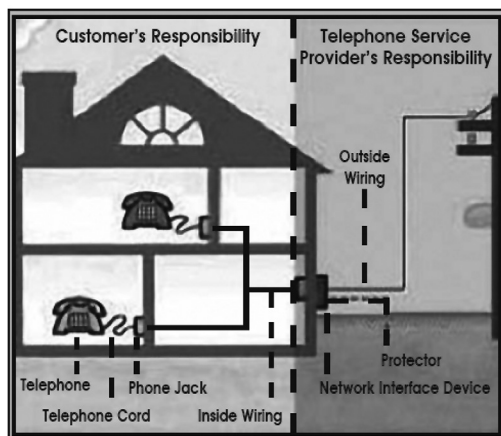 Customer's Responsibility
Telephone Service
Provider's Responsibility
Outside
Wiring
Protector
Telephone
Phone Jack
Network Interface Device
Telephone Cord
Inside Wiring